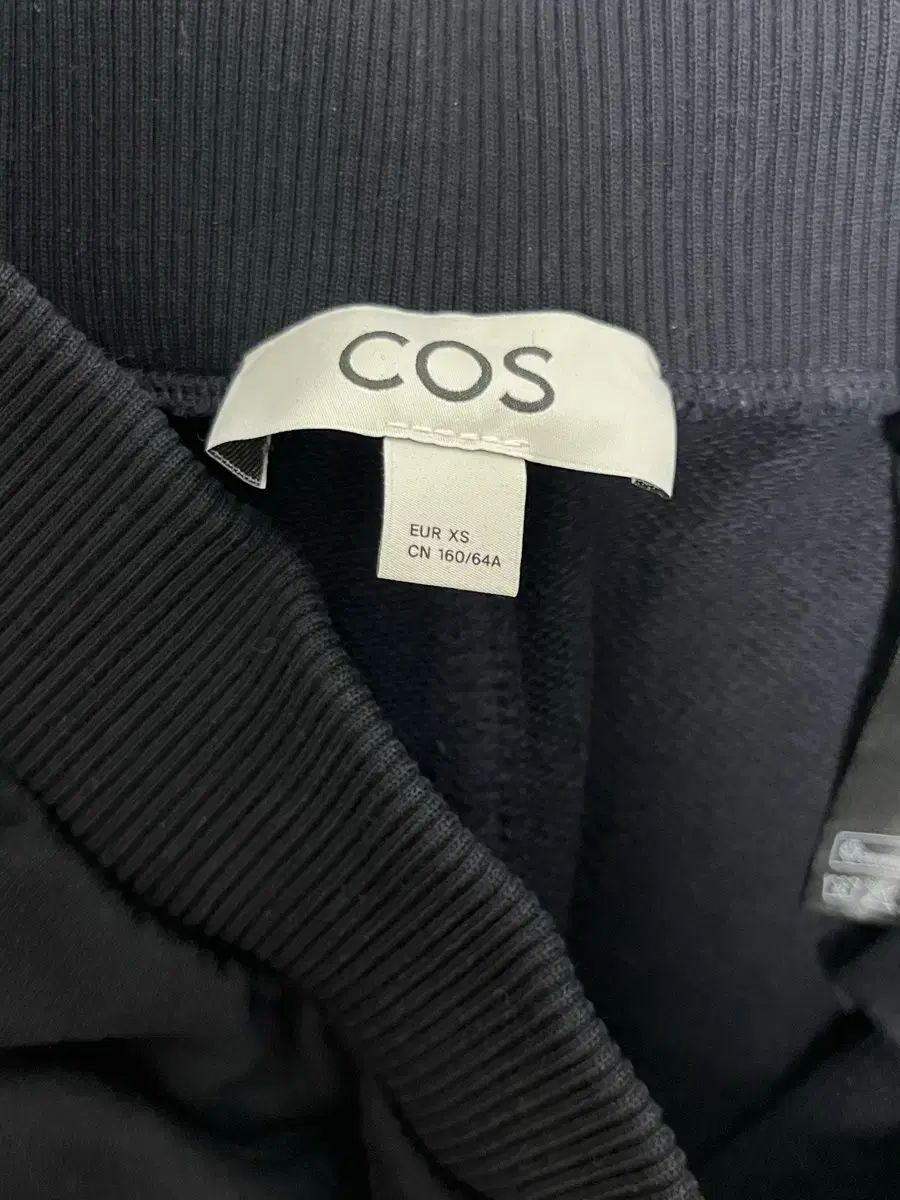 COS
EUR XS
CN 160/64A